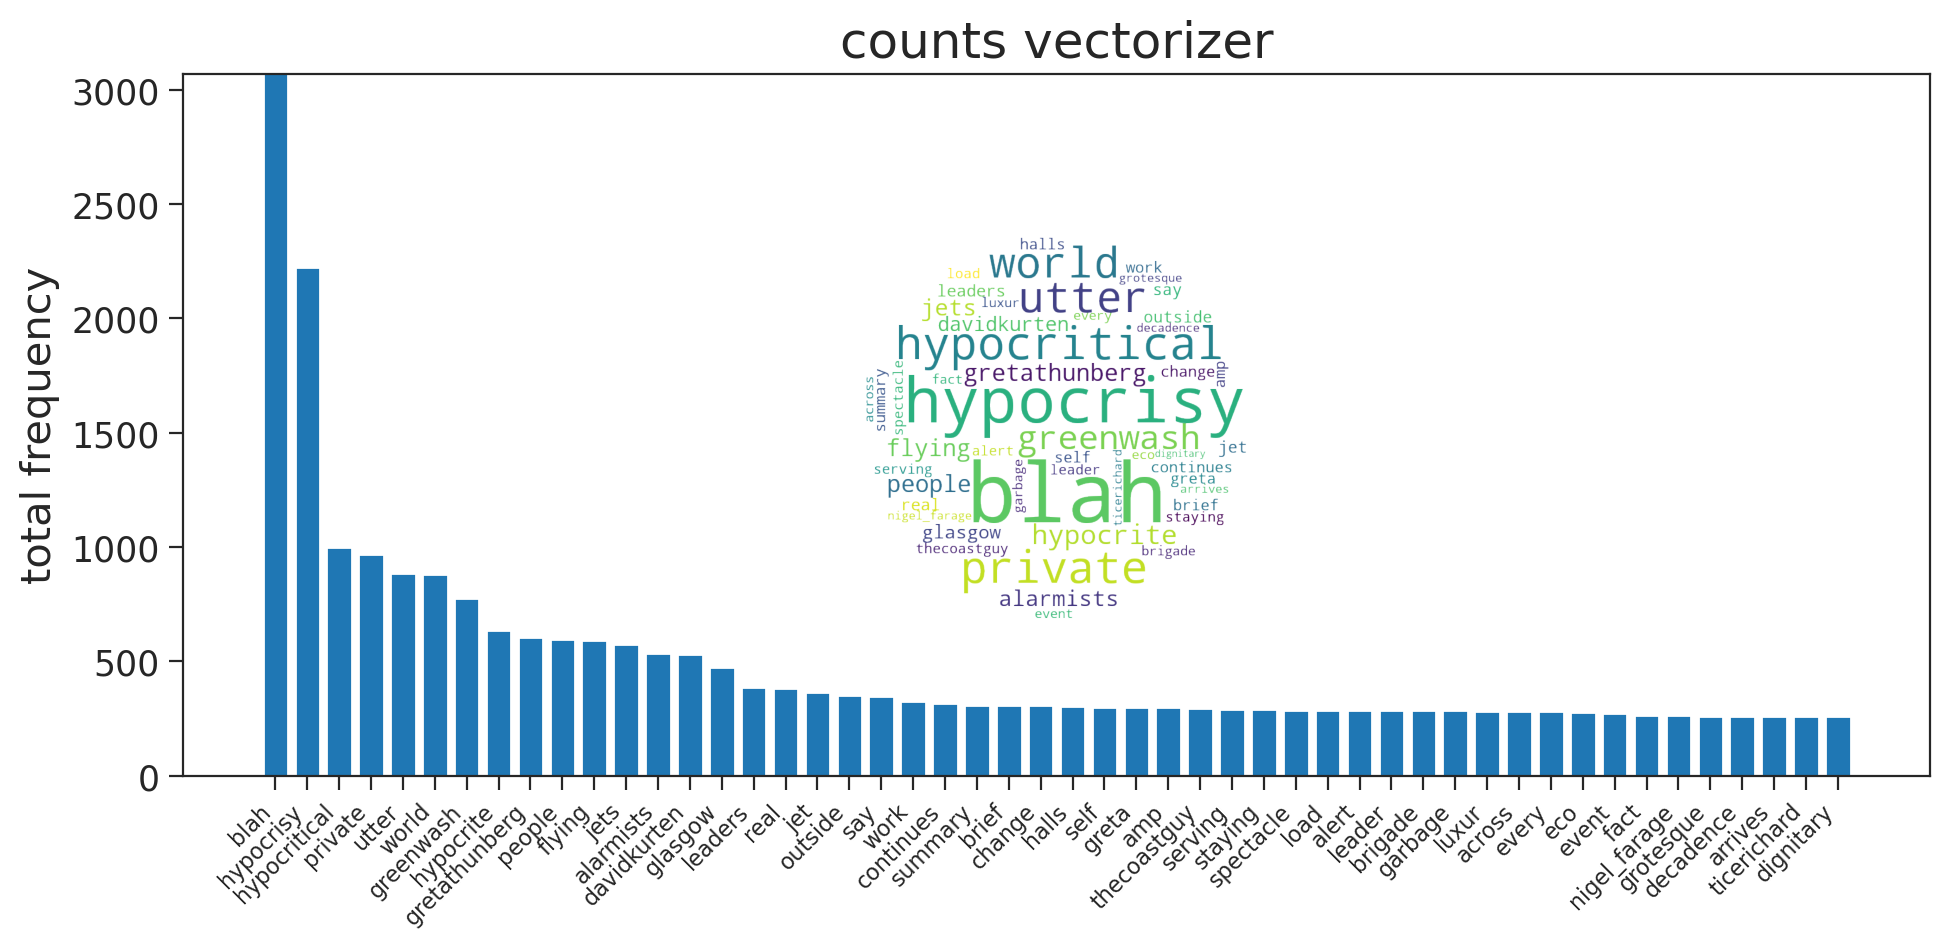 counts vectorizer
total frequency
3000
2500
2000
1500
1000
500
0
halls
world
work
load
grotesque
leaders
utter
say
jets
luxur
every
outside
davidkurten
decadence
hypocritical
gretathunberg
change
amp
fact
across
summary
spectacle
hypocrisy
greenwash
flying
alert
self
eco
dignitary
jet
serving
leader
continues
people
blah
garbage
ticerichard
greta
arrives
real
brief
nigel_farage
staying
glasgow
hypocrite
thecoastguy
brigade
private
alarmists
event
blah
hypocrisy
hypocritical
private
utter
world
greenwash
hypocrite
gretathunberg
people
flying
jets
alarmists
davidkurten
glasgow
leaders
real
jet
outside
say
work
continues
summary
brief
change
halls
self
greta
amp
thecoastguy
serving
staying
spectacle
load
alert
leader
brigade
garbage
luxur
across
every
eco
event
fact
nigel_farage
grotesque
decadence
arrives
ticerichard
dignitary